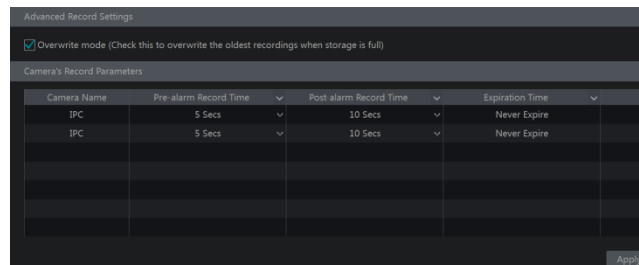 Advanced Record Settings
Overwrite mode (Check this to overwrite the oldest recordings when storage is full)
Camera's Record Parameters
Camera Name Pre-alarm Record Time Post alarm Record Time Expiration Time
IPC 5 Secs 10 Secs Never Expire
IPC 5 Secs 10 Secs Never Expire
Apply